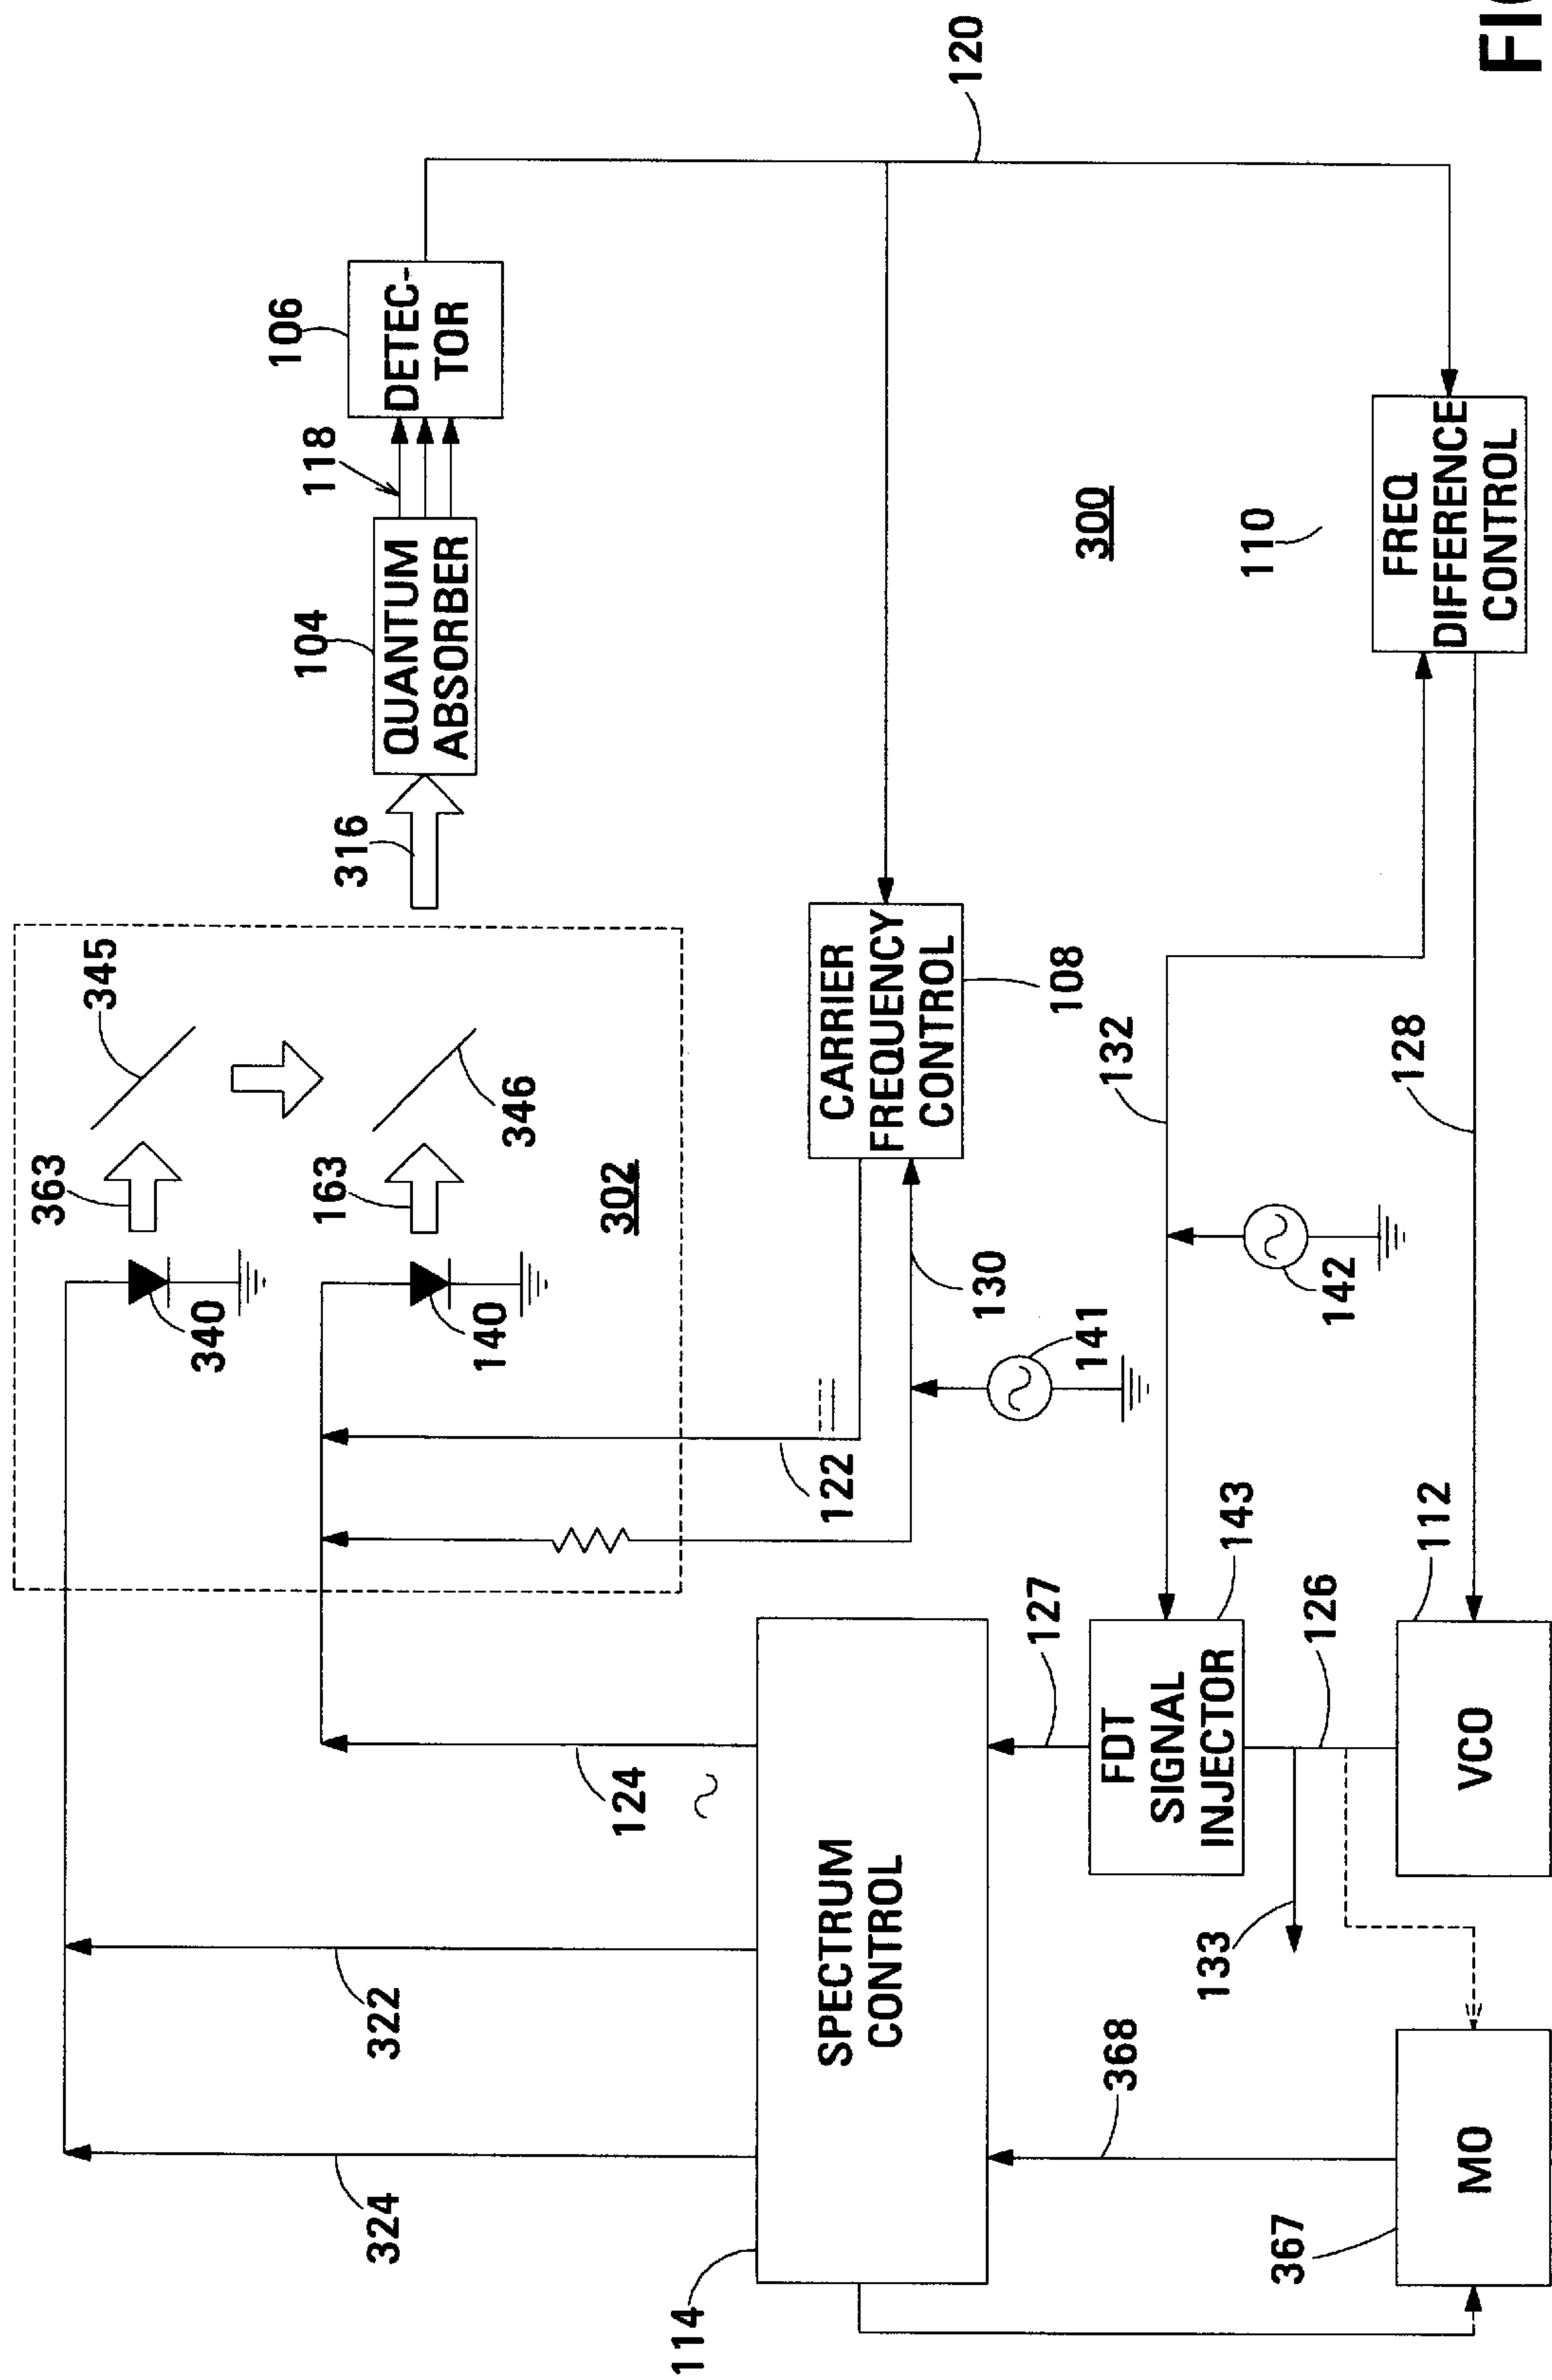 363
345
340
163
346
140
302
316
104
QUANTUM
ABSORBER
118
106
DETEC-
TOR
120
324
322
124
122
130
141
CARRIER
FREQUENCY
CONTROL
108
300
114
SPECTRUM
CONTROL
127
FDT
SIGNAL
INJECTOR
143
132
142
110
FREQ
DIFFERENCE
CONTROL
128
368
133
126
112
VCO
367
MO